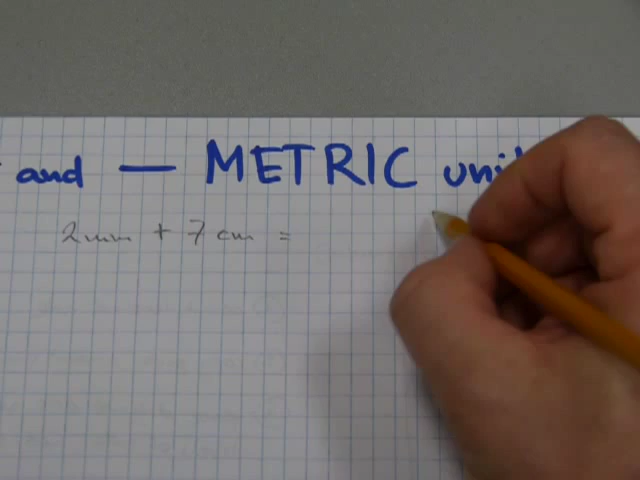 and — METRIC
2mm + 7cm =